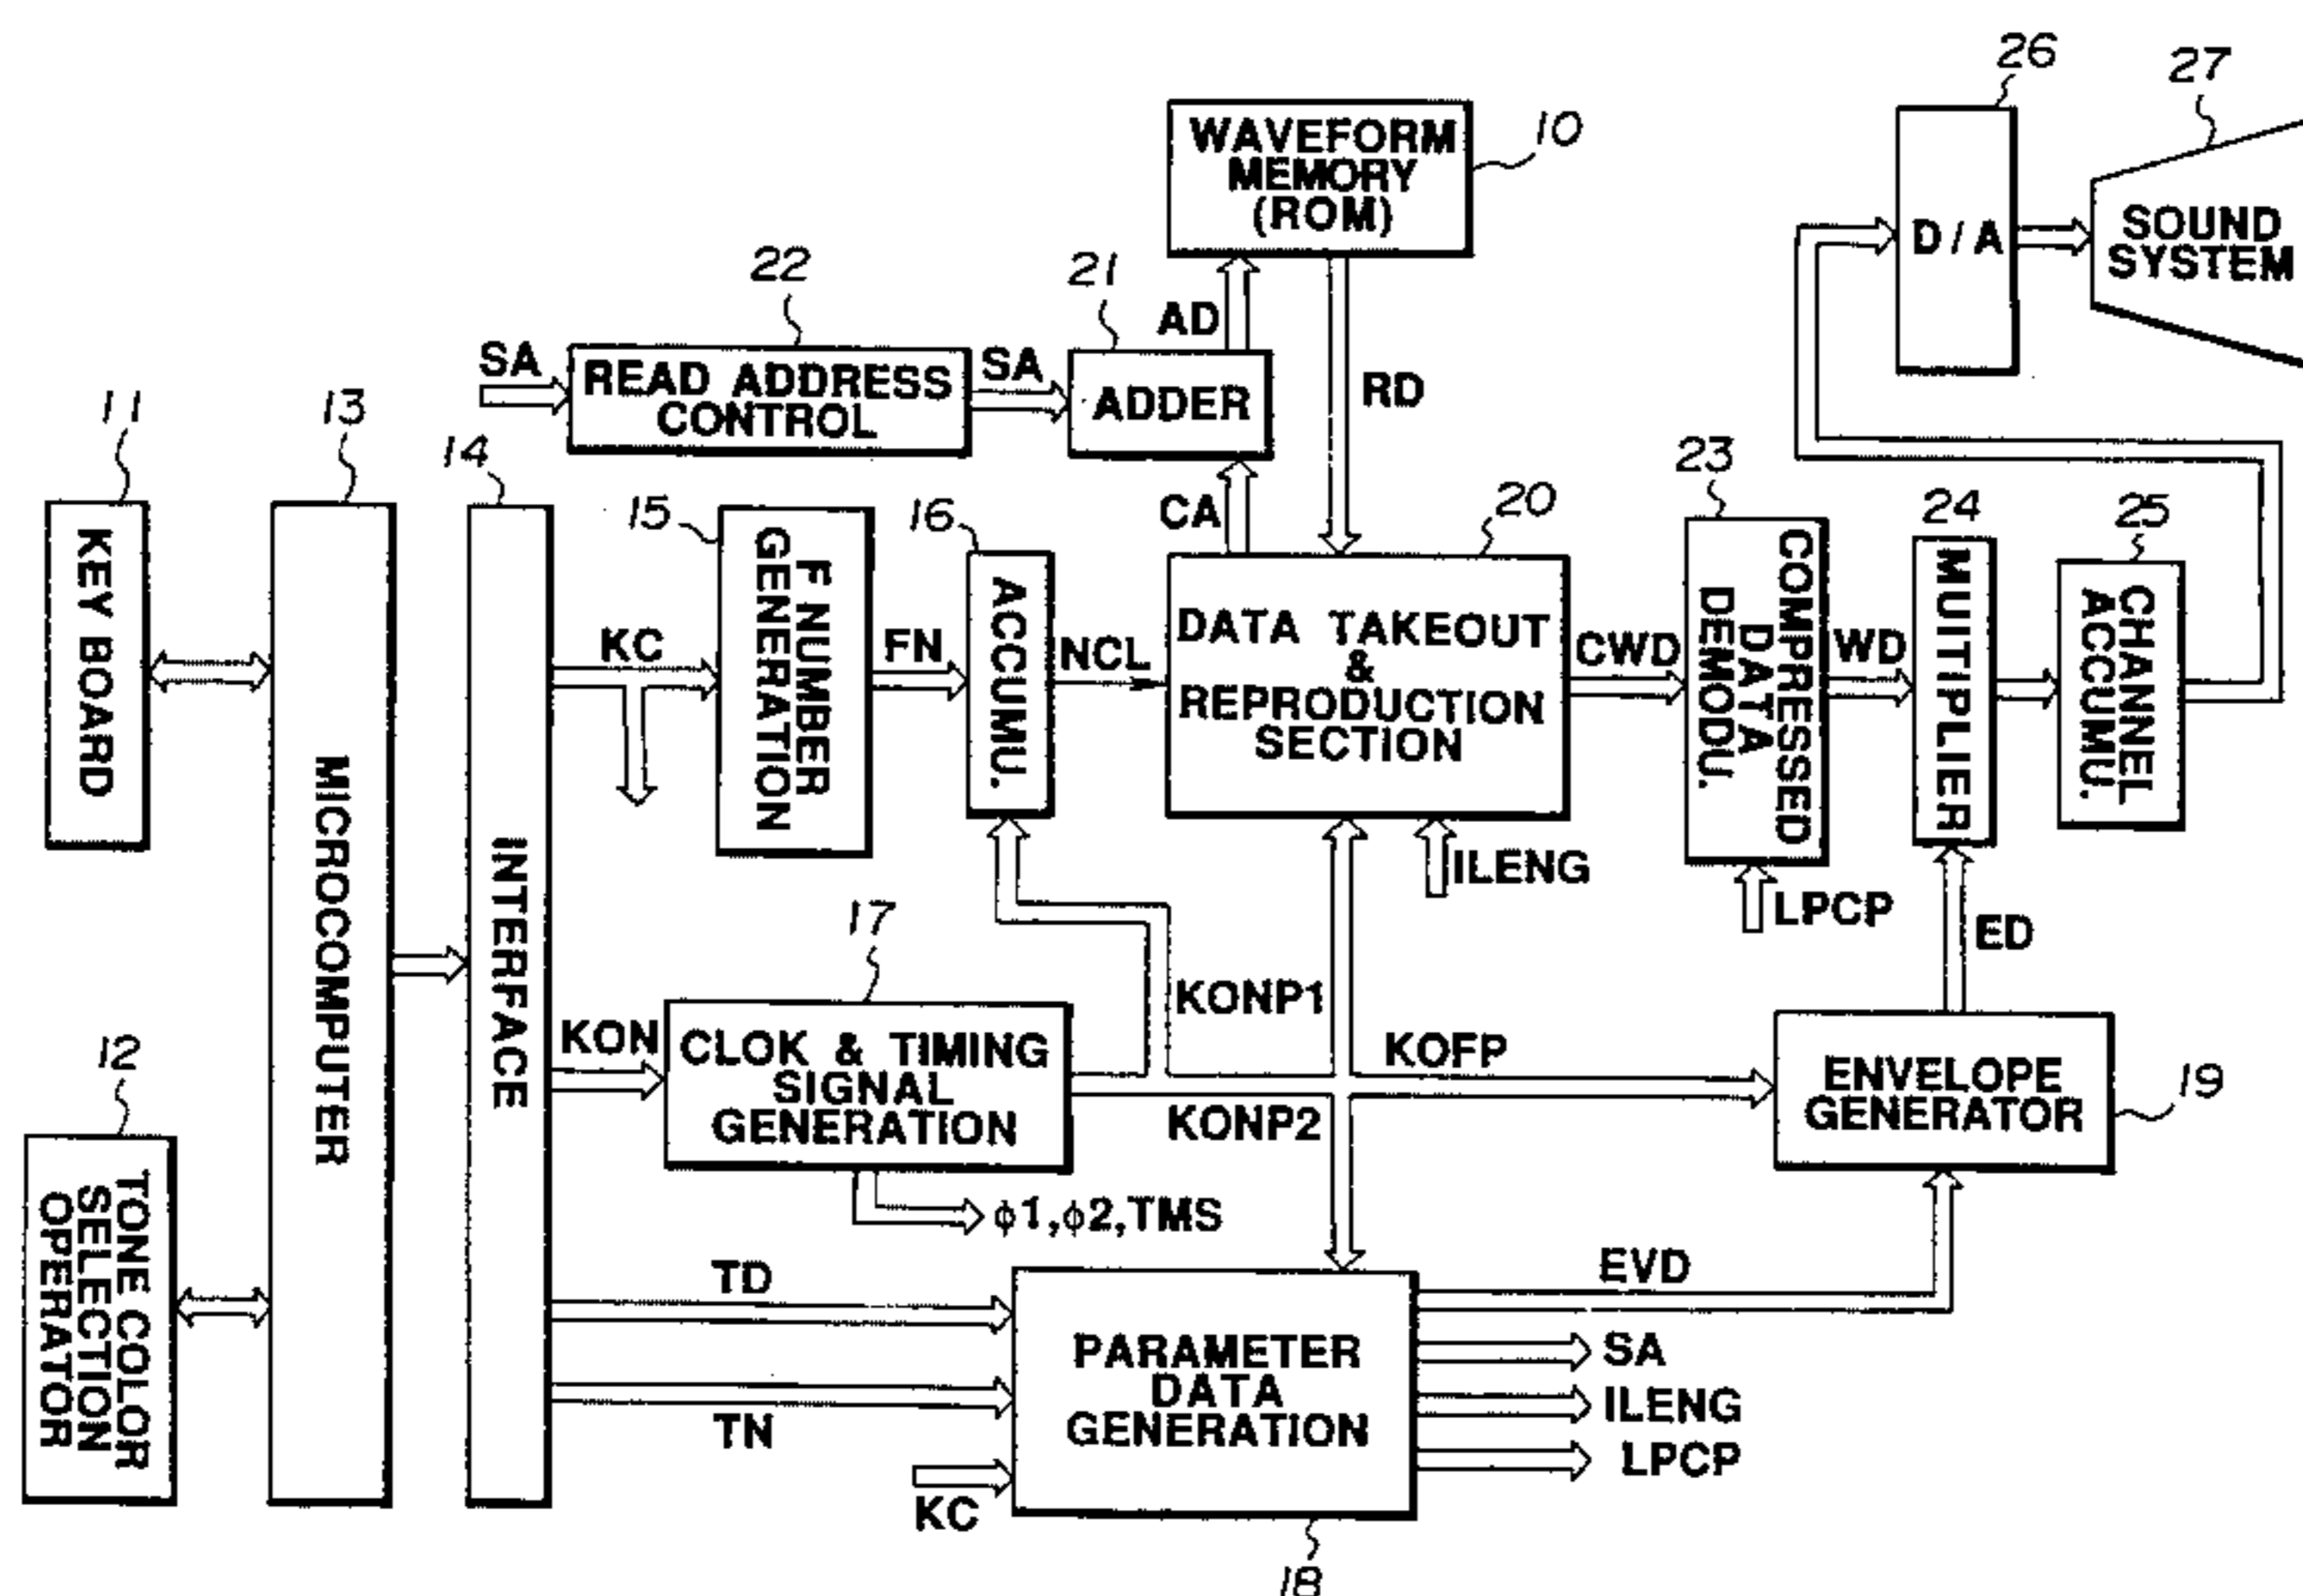 26
27
WAVEFORM
MEMORY
(ROM)
10
D/A
SOUND
SYSTEM
22
21
AD
RD
SA
READ ADDRESS
CONTROL
SA
ADDER
11
13
14
CA
20
23
24
25
KEY BOARD
MICROCOMPUTER
INTERFACE
15
F NUMBER
GENERATION
16
ACCUMU.
KC
FN
NCL
DATA TAKEOUT
&
REPRODUCTION
SECTION
CWD
COMPRESSED
DATA
DEMODU.
WD
MUITIPLIER
CHANNEL
ACCUMU.
ILENG
LPCP
ED
17
KONP1
12
KON
CLOK & TIMING
SIGNAL
GENERATION
KOFP
KONP2
ENVELOPE
GENERATOR
19
TONE COLOR
SELECTION
OPERATOR
ϕ1,ϕ2,TMS
TD
TN
KC
PARAMETER
DATA
GENERATION
EVD
SA
ILENG
LPCP
18